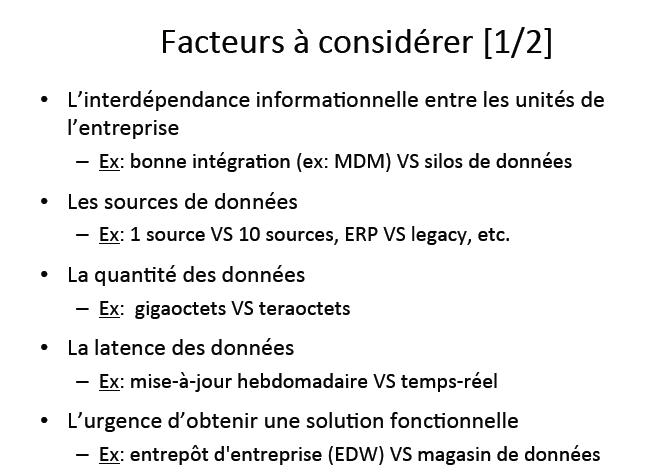 Facteurs à considérer [1/2]
• L’interdépendance informationnelle entre les unités de
l’entreprise
– Ex: bonne intégration (ex: MDM) VS silos de données
• Les sources de données
– Ex: 1 source VS 10 sources, ERP VS legacy, etc.
• La quantité des données
– Ex:  gigaoctets VS teraoctets
• La latence des données
– Ex: mise-à-jour hebdomadaire VS temps-réel
• L’urgence d’obtenir une solution fonctionnelle
– Ex: entrepôt d'entreprise (EDW) VS magasin de données